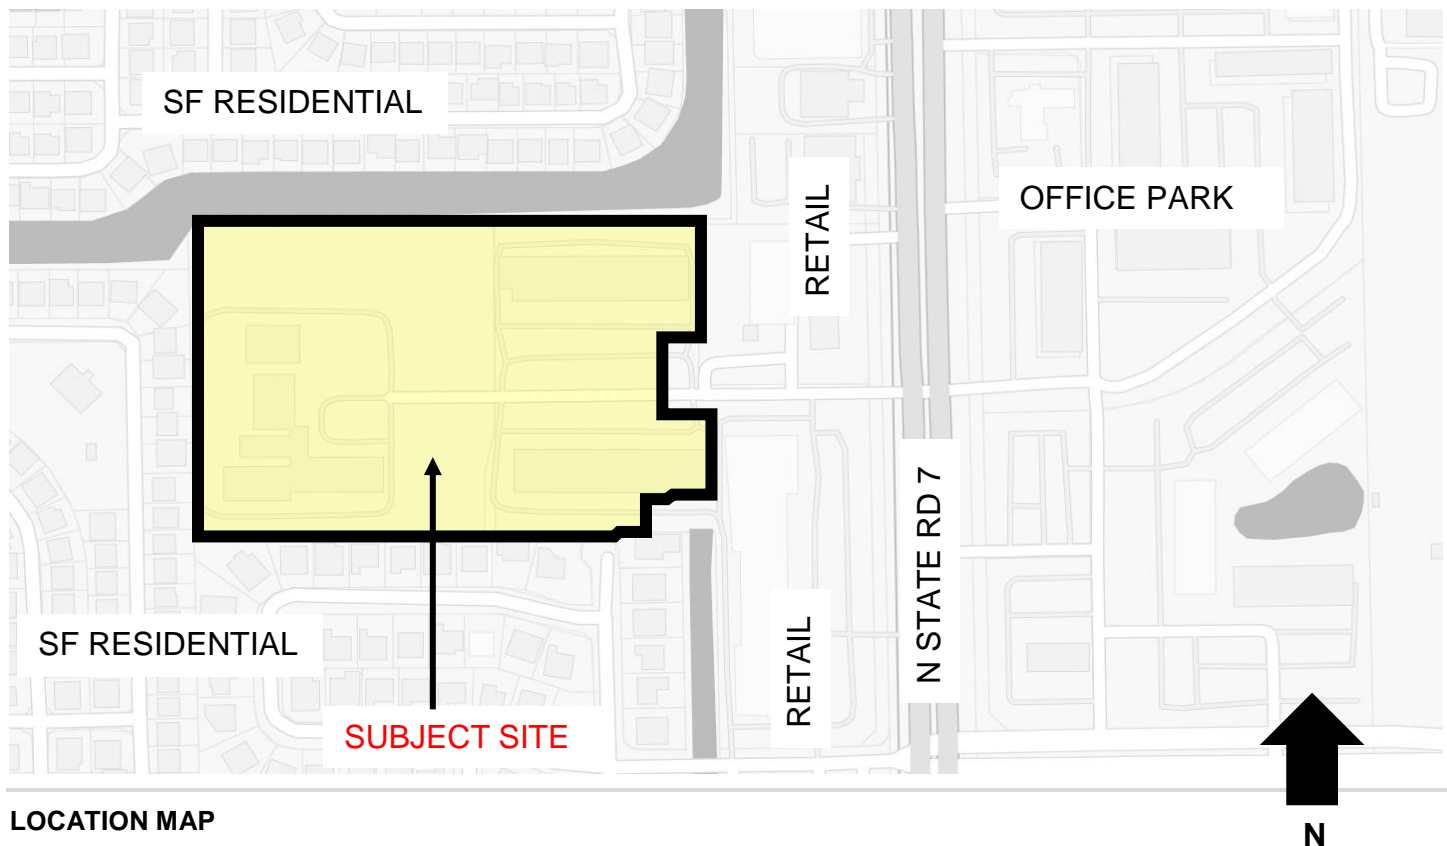 SF RESIDENTIAL
RETAIL
OFFICE PARK
N STATE RD 7
SF RESIDENTIAL
RETAIL
SUBJECT SITE
LOCATION MAP
N